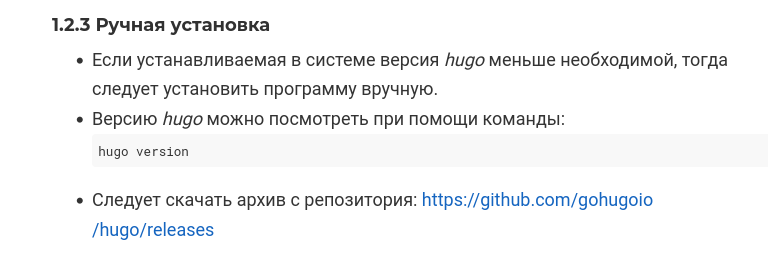 1.2.3 Ручная установка
• Если устанавливаемая в системе версия hugo меньше необходимой, тогда
следует установить программу вручную.
• Версию hugo можно посмотреть при помощи команды:
hugo version
• Следует скачать архив с репозитория: https://github.com/gohugoio
/hugo/releases